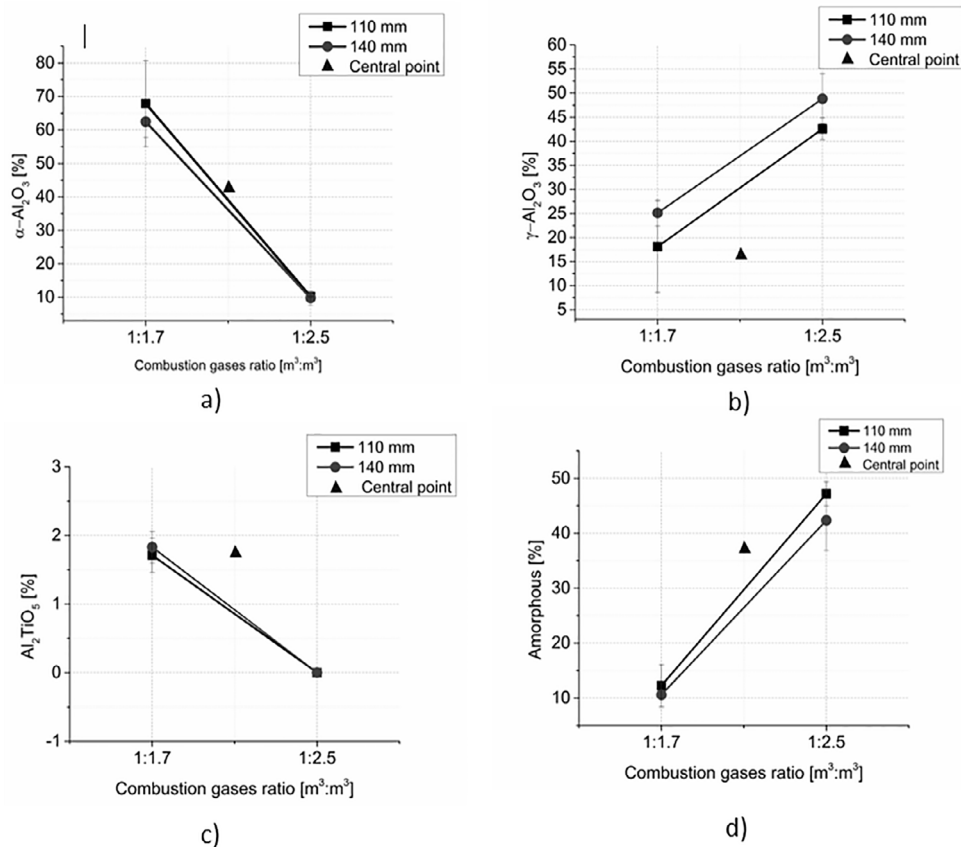 110 mm
140 mm
Central point
80
70
60
50
40
30
20
10
α–Al₂O₃ [%]
1:1.7
1:2.5
Combustion gases ratio [m³:m³]
a)
110 mm
140 mm
Central point
60
55
50
45
40
35
30
25
20
15
10
5
γ–Al₂O₃ [%]
1:1.7
1:2.5
Combustion gases ratio [m³:m³]
b)
110 mm
140 mm
Central point
3
2
1
0
-1
Al₂TiO₅ [%]
1:1.7
1:2.5
Combustion gases ratio [m³:m³]
c)
110 mm
140 mm
Central point
50
40
30
20
10
Amorphous [%]
1:1.7
1:2.5
Combustion gases ratio [m³:m³]
d)